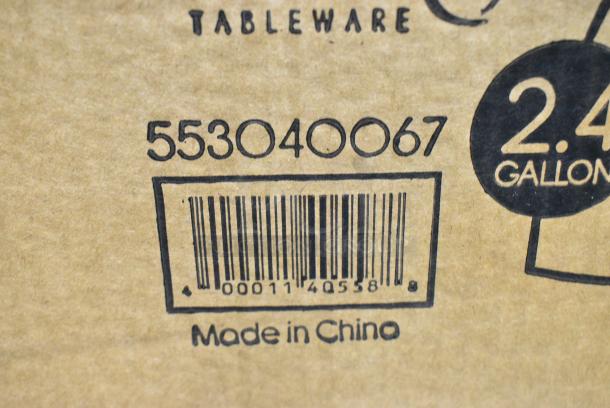 TABLEWARE
553040067
2.4
GALLON
4 00011 40558 8
Made in China